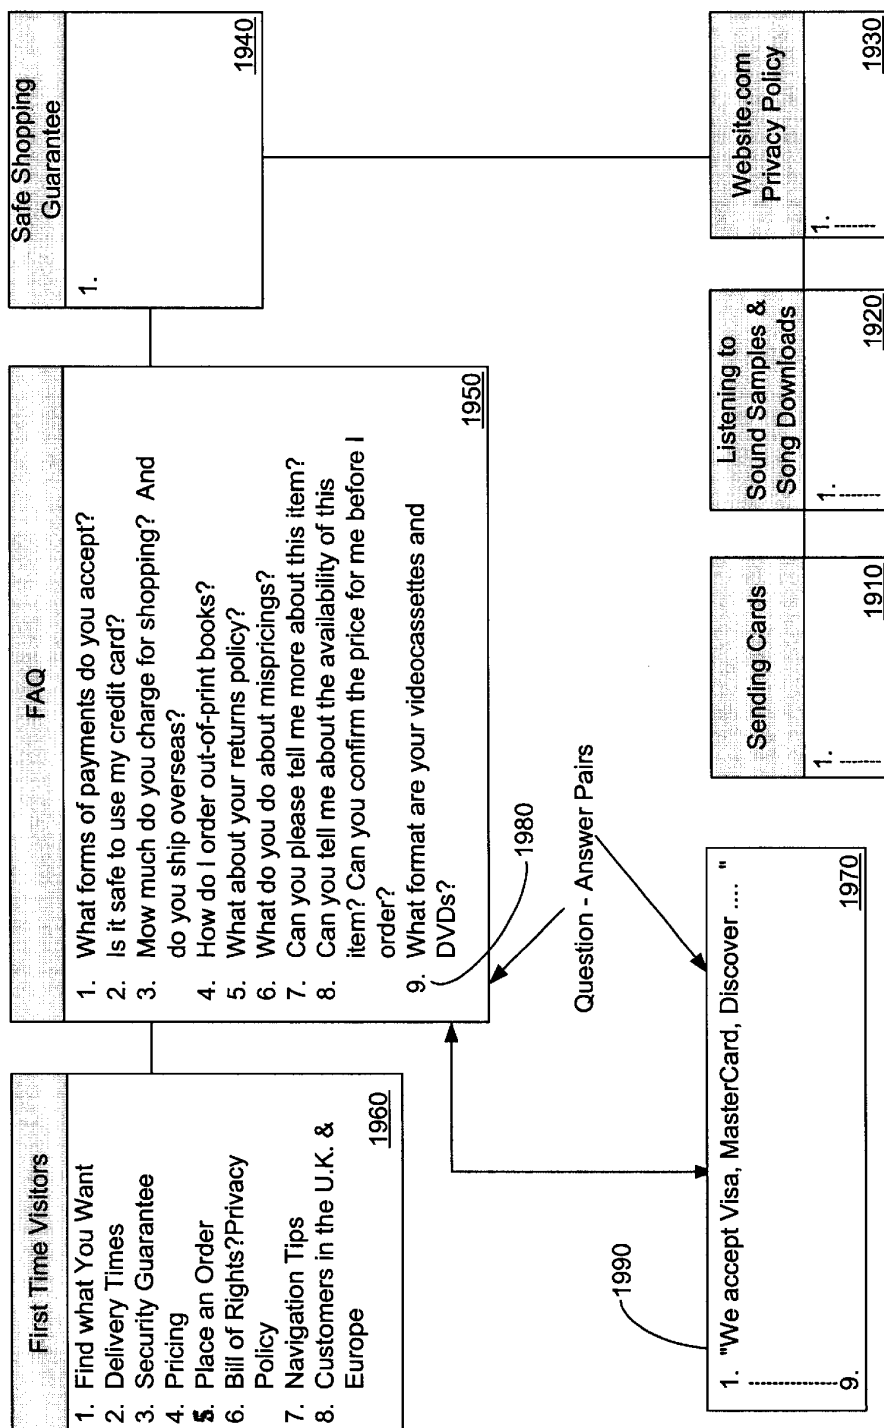 First Time Visitors
1. Find what You Want
2. Delivery Times
3. Security Guarantee
4. Pricing
5. Place an Order
6. Bill of Rights?Privacy
Policy
7. Navigation Tips
8. Customers in the U.K. &
Europe
1960
FAQ
1. What forms of payments do you accept?
2. Is it safe to use my credit card?
3. Mow much do you charge for shopping? And
do you ship overseas?
4. How do I order out-of-print books?
5. What about your returns policy?
6. What do you do about mispricings?
7. Can you please tell me more about this item?
8. Can you tell me about the availability of this
item? Can you confirm the price for me before I
order?
9. What format are your videocassettes and
DVDs?
1950
Safe Shopping
Guarantee
1.
1940
1980
Question - Answer Pairs
1990
1. "We accept Visa, MasterCard, Discover .... "
9.
1970
Sending Cards
1.
1910
Listening to
Sound Samples &
Song Downloads
1.
1920
Website.com
Privacy Policy
1.
1930